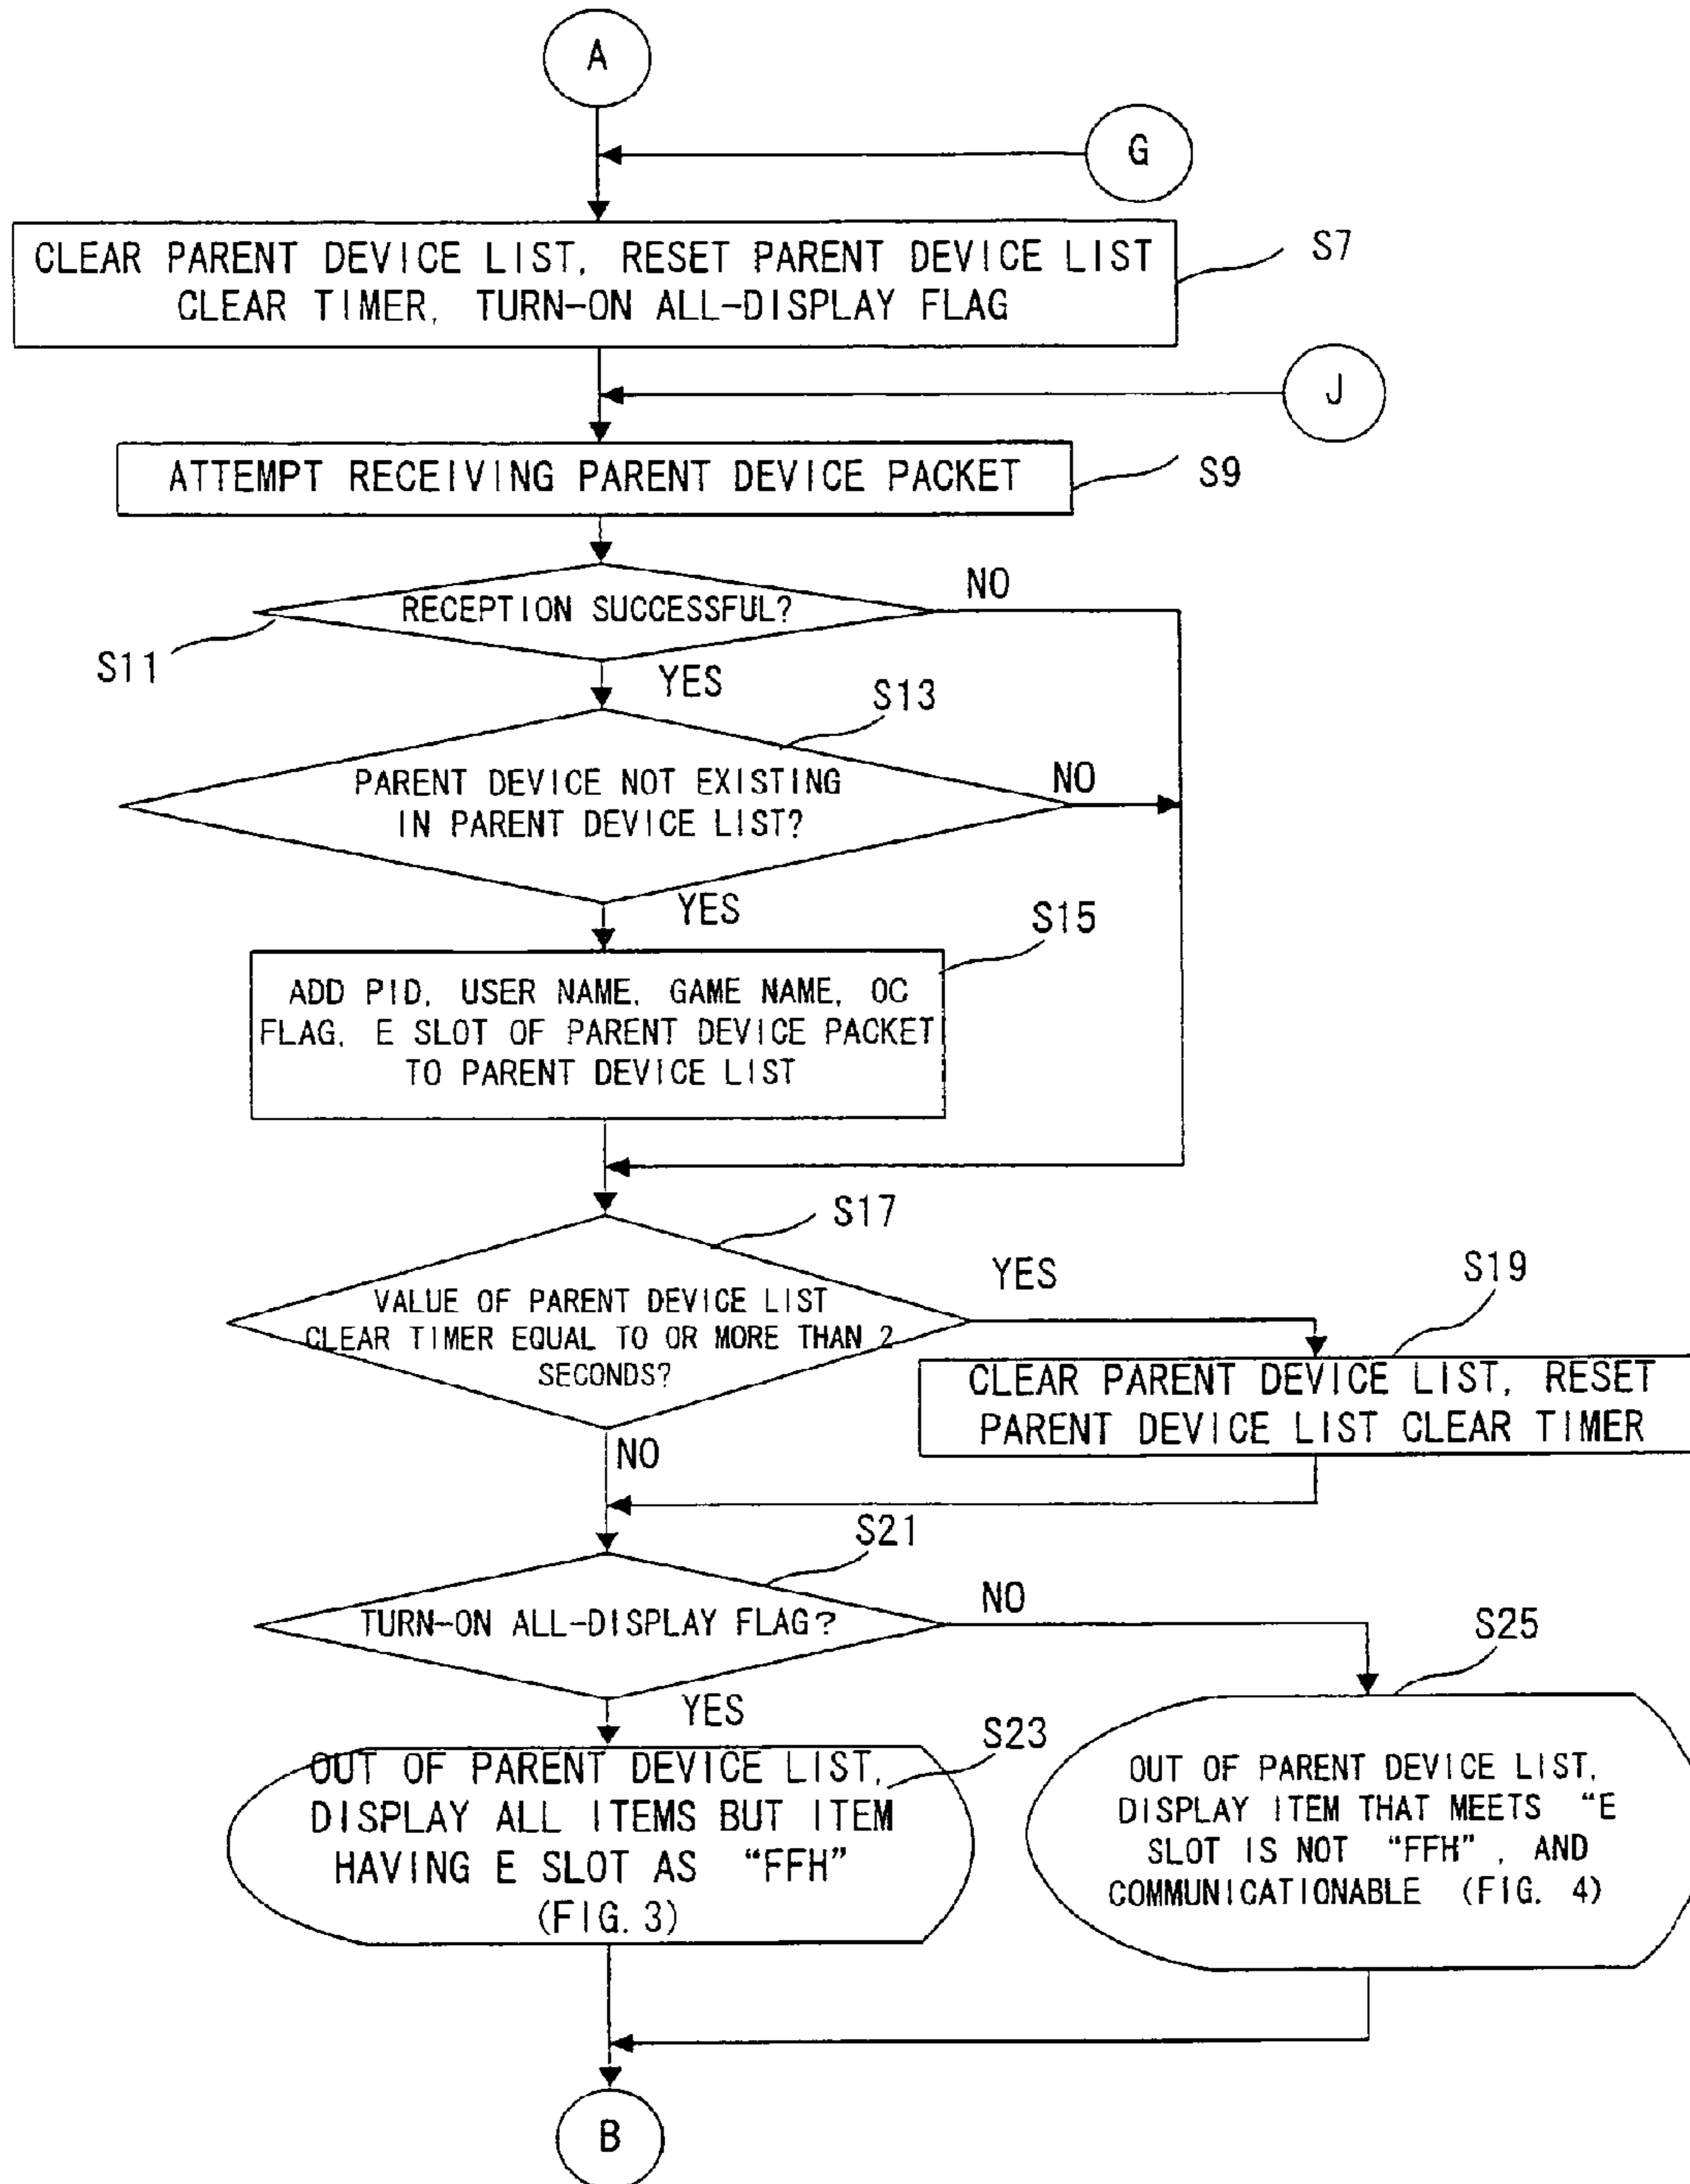 A
G
CLEAR PARENT DEVICE LIST, RESET PARENT DEVICE LIST
CLEAR TIMER, TURN-ON ALL-DISPLAY FLAG
S7
J
ATTEMPT RECEIVING PARENT DEVICE PACKET
S9
RECEPTION SUCCESSFUL?
NO
S11
YES
S13
PARENT DEVICE NOT EXISTING
IN PARENT DEVICE LIST?
NO
YES
S15
ADD PID, USER NAME, GAME NAME, OC
FLAG, E SLOT OF PARENT DEVICE PACKET
TO PARENT DEVICE LIST
S17
VALUE OF PARENT DEVICE LIST
CLEAR TIMER EQUAL TO OR MORE THAN 2
SECONDS?
YES
S19
CLEAR PARENT DEVICE LIST, RESET
PARENT DEVICE LIST CLEAR TIMER
NO
S21
TURN-ON ALL-DISPLAY FLAG?
NO
S25
YES
S23
OUT OF PARENT DEVICE LIST,
DISPLAY ALL ITEMS BUT ITEM
HAVING E SLOT AS “FFH”
(FIG. 3)
OUT OF PARENT DEVICE LIST,
DISPLAY ITEM THAT MEETS “E
SLOT IS NOT “FFH”, AND
COMMUNICATIONABLE (FIG. 4)
B